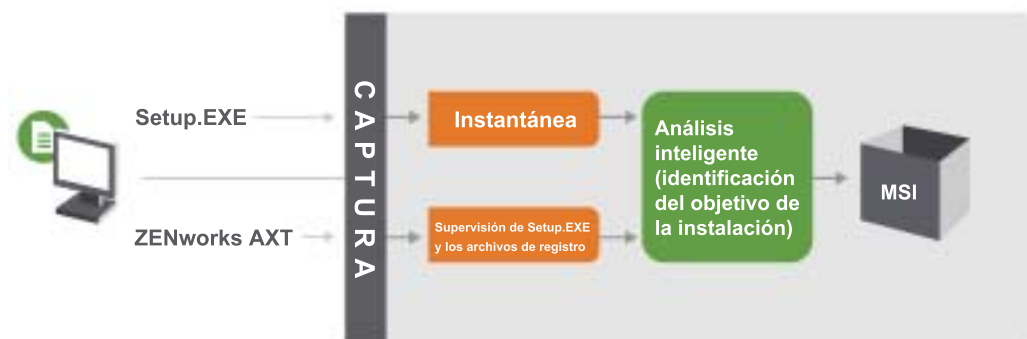 Setup.EXE
ZENworks AXT
CAPTURA
Instantánea
Supervisión de Setup.EXE
y los archivos de registro
Análisis
inteligente
(identificación
del objetivo de
la instalación)
MSI